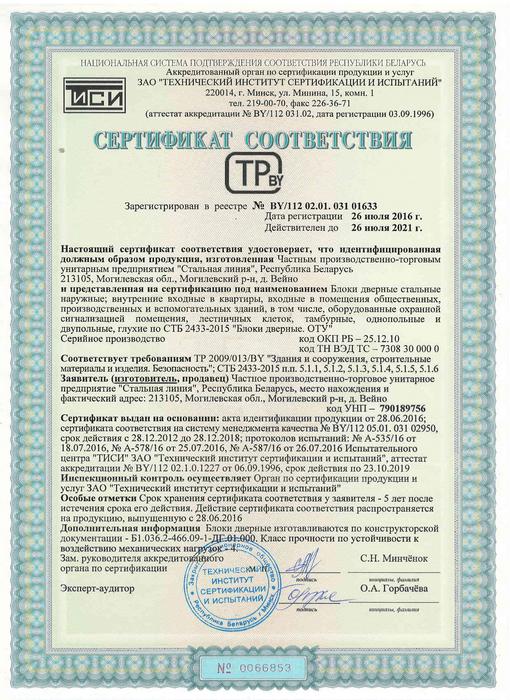 НАЦИОНАЛЬНАЯ СИСТЕМА ПОДТВЕРЖДЕНИЯ СООТВЕТСТВИЯ РЕСПУБЛИКИ БЕЛАРУСЬ
Аккредитованный орган по сертификации продукции и услуг
ЗАО "ТЕХНИЧЕСКИЙ ИНСТИТУТ СЕРТИФИКАЦИИ И ИСПЫТАНИЙ"
220014, г. Минск, ул. Минина, 15, комн. 1
тел. 219-00-70, факс 226-36-71
(аттестат аккредитации № BY/112 031.02, дата регистрации 03.09.1996)
ТИСИ
СЕРТИФИКАТ СООТВЕТСТВИЯ
ТР BY
Зарегистрирован в реестре № BY/112 02.01. 031 01633
Дата регистрации 26 июля 2016 г.
Действителен до 26 июля 2021 г.
Настоящий сертификат соответствия удостоверяет, что идентифицированная
должным образом продукция, изготовленная Частным производственно-торговым
унитарным предприятием "Стальная линия", Республика Беларусь
213105, Могилевская обл., Могилевский р-н, д. Вейно
и представленная на сертификацию под наименованием Блоки дверные стальные
наружные; внутренние входные в квартиры, входные в помещения общественных,
производственных и вспомогательных зданий, в том числе, оборудованные охранной
сигнализацией помещения, лестничных клеток, тамбурные, однопольные и
двупольные, глухие по СТБ 2433-2015 "Блоки дверные. ОТУ"
Серийное производство код ОКП РБ – 25.12.10
код ТН ВЭД ТС – 7308 30 000 0
Соответствует требованиям ТР 2009/013/BY "Здания и сооружения, строительные
материалы и изделия. Безопасность"; СТБ 2433-2015 п.п. 5.1.1, 5.1.2, 5.1.3, 5.1.4, 5.1.5, 5.1.6
Заявитель (изготовитель, продавец) Частное производственно-торговое унитарное
предприятие "Стальная линия", Республика Беларусь, место нахождения и
фактический адрес: 213105, Могилевская обл., Могилевский р-н, д. Вейно
код УНП – 790189756
Сертификат выдан на основании: акта идентификации продукции от 28.06.2016;
сертификата соответствия на систему менеджмента качества № BY/112 05.01. 031 02950,
срок действия с 28.12.2012 до 28.12.2018; протоколов испытаний: № А-535/16 от
18.07.2016, № А-578/16 от 25.07.2016, № А-587/16 от 26.07.2016 Испытательного
центра "ТИСИ" ЗАО "Технический институт сертификации и испытаний", аттестат
аккредитации № BY/112 02.1.0.1227 от 06.09.1996, срок действия до 23.10.2019
Инспекционный контроль осуществляет Орган по сертификации продукции и
услуг ЗАО "Технический институт сертификации и испытаний"
Особые отметки Срок хранения сертификата соответствия у заявителя - 5 лет после
истечения срока его действия. Действие сертификата соответствия распространяется
на продукцию, выпущенную с 28.06.2016
Дополнительная информация Блоки дверные изготавливаются по конструкторской
документации - Б1.036.2-466.09-1-ДГ.01.000. Класс прочности по устойчивости к
воздействию механических нагрузок - 4.
Зам. руководителя аккредитованного
органа по сертификации М.П. С.Н. Минчёнок
подпись инициалы, фамилия
Эксперт-аудитор О.А. Горбачёва
подпись инициалы, фамилия
ТЕХНИЧЕСКИЙ
ИНСТИТУТ
СЕРТИФИКАЦИИ
И ИСПЫТАНИЙ
Республика Беларусь г. Минск
№ 0066853